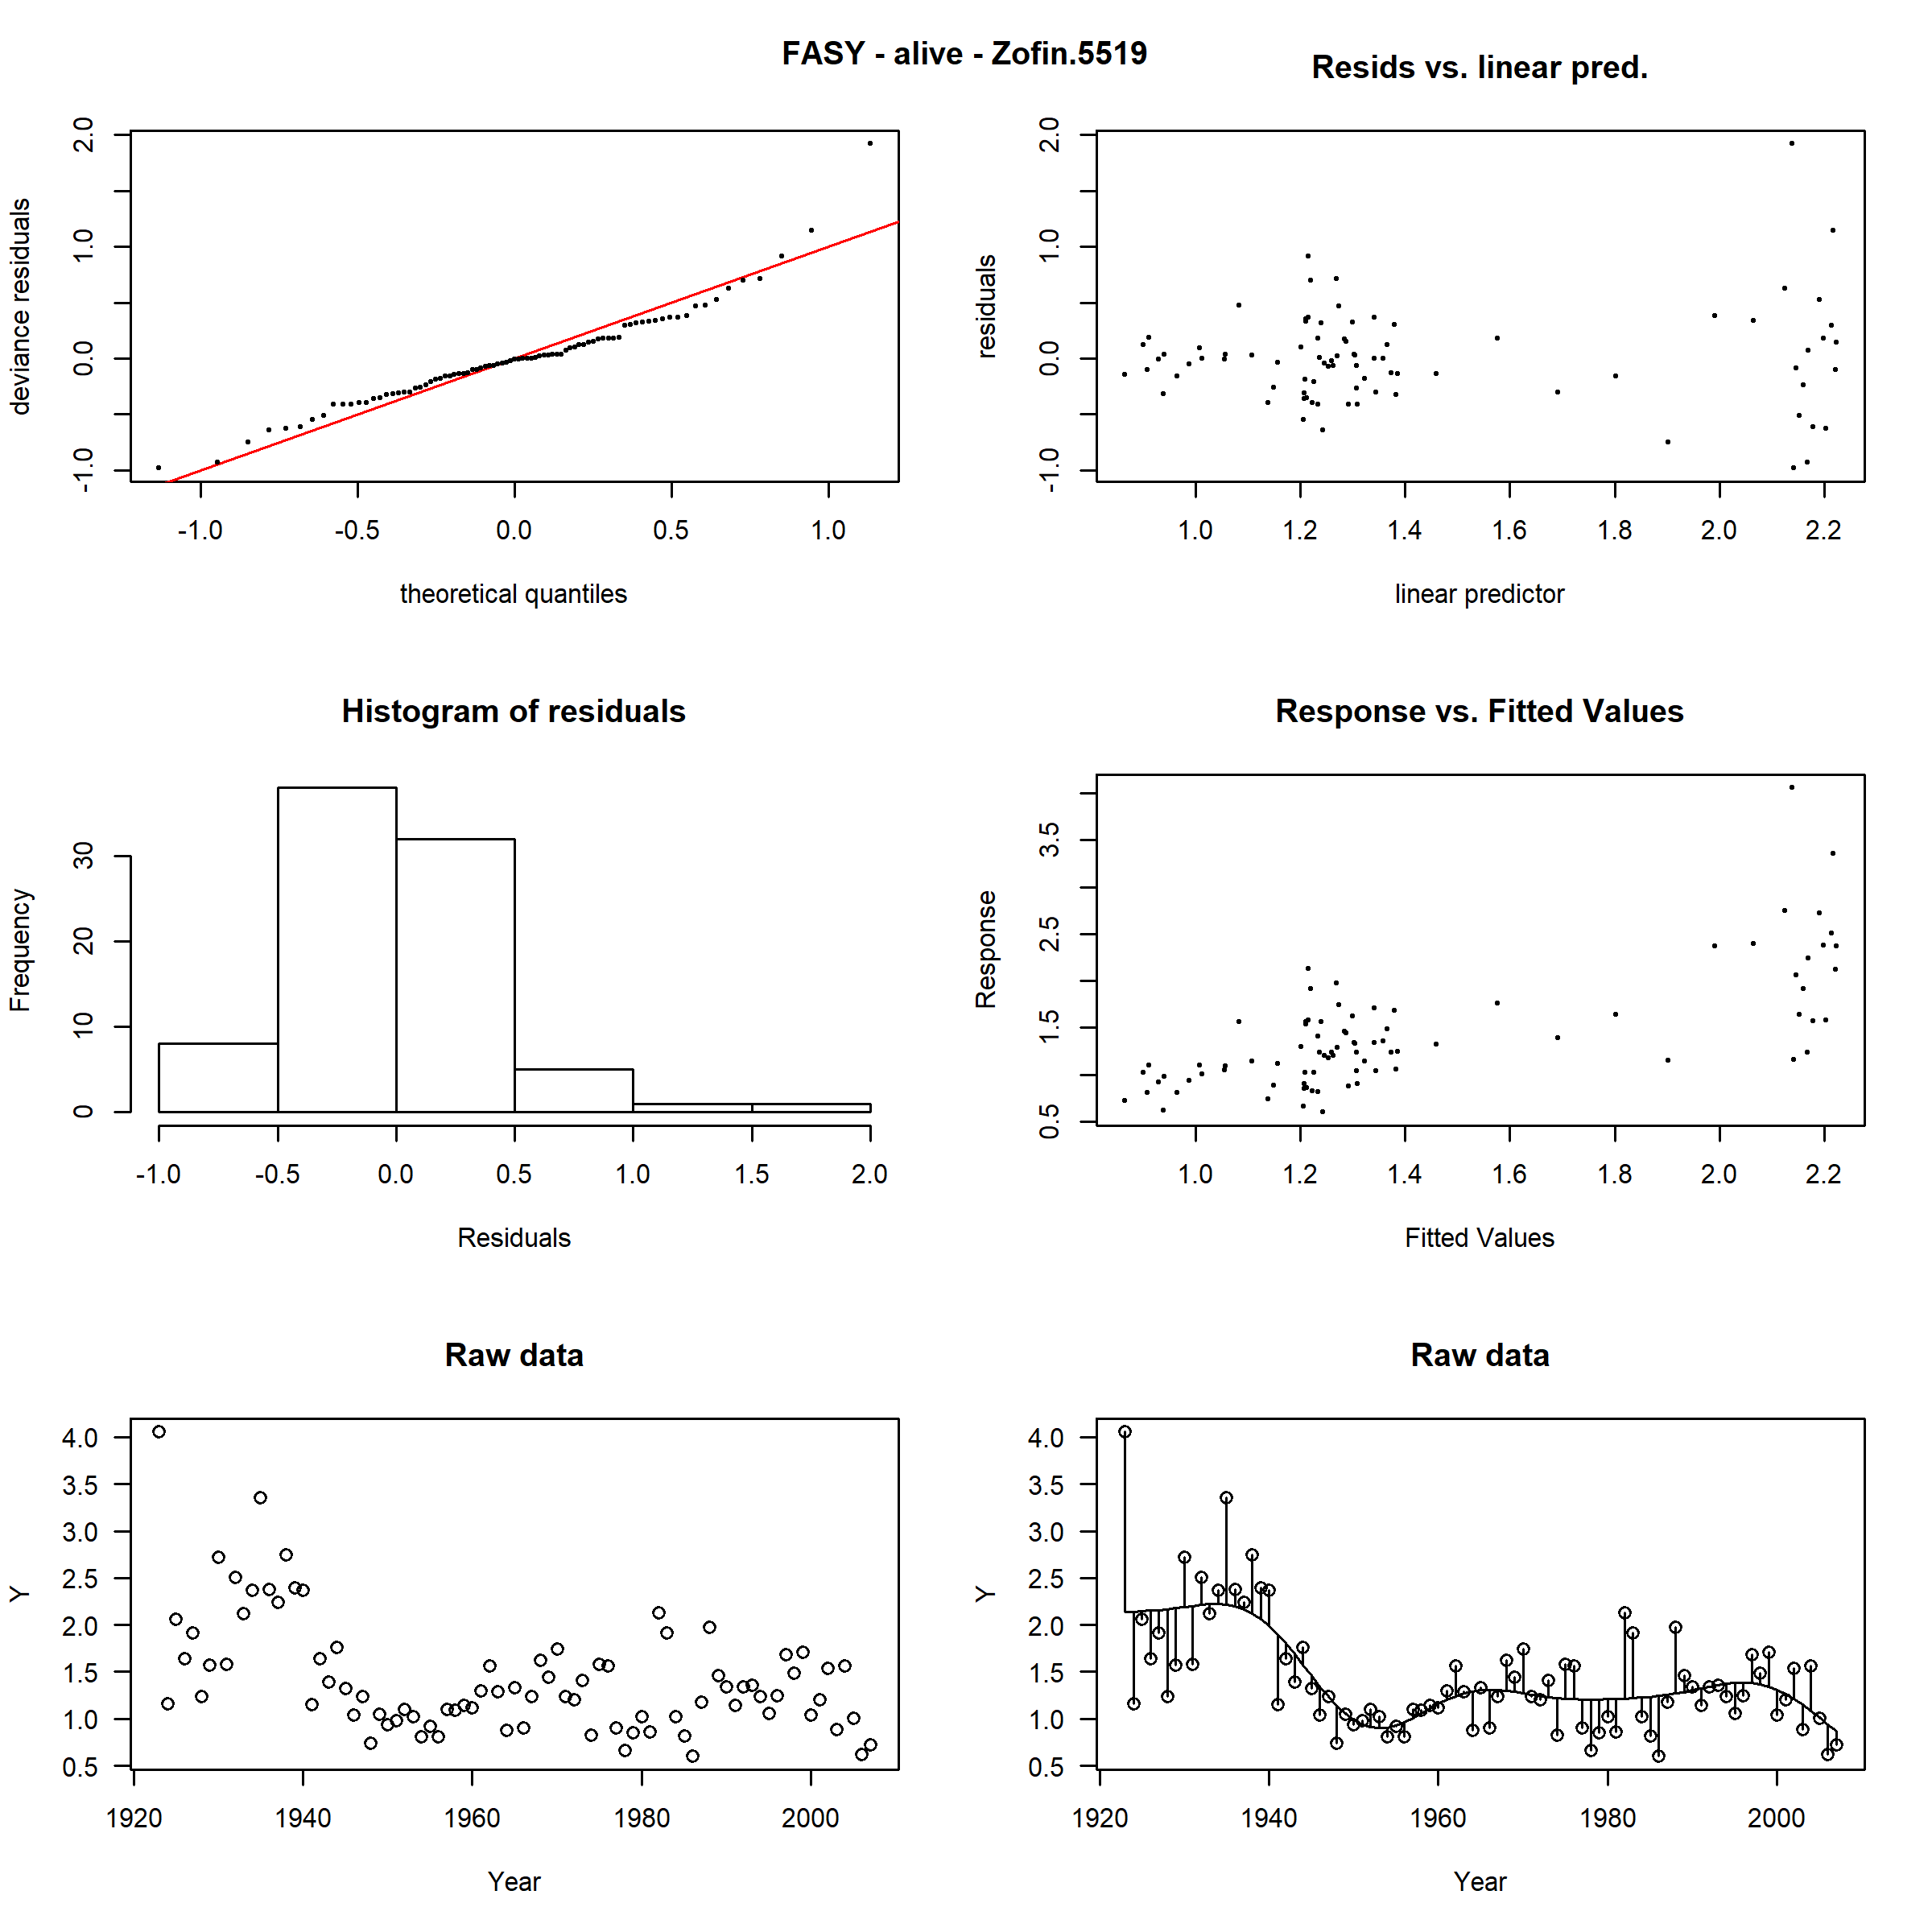 FASY - alive - Zofin.5519
deviance residuals
-1.0 0.0 1.0 2.0
-1.0 -0.5 0.0 0.5 1.0
theoretical quantiles
Resids vs. linear pred.
residuals
-1.0 0.0 1.0 2.0
1.0 1.2 1.4 1.6 1.8 2.0 2.2
linear predictor
Histogram of residuals
Frequency
0 10 20 30
-1.0 -0.5 0.0 0.5 1.0 1.5 2.0
Residuals
Response vs. Fitted Values
Response
0.5 1.5 2.5 3.5
1.0 1.2 1.4 1.6 1.8 2.0 2.2
Fitted Values
Raw data
Y
4.0
3.5
3.0
2.5
2.0
1.5
1.0
0.5
1920 1940 1960 1980 2000
Year
Raw data
Y
4.0
3.5
3.0
2.5
2.0
1.5
1.0
0.5
1920 1940 1960 1980 2000
Year